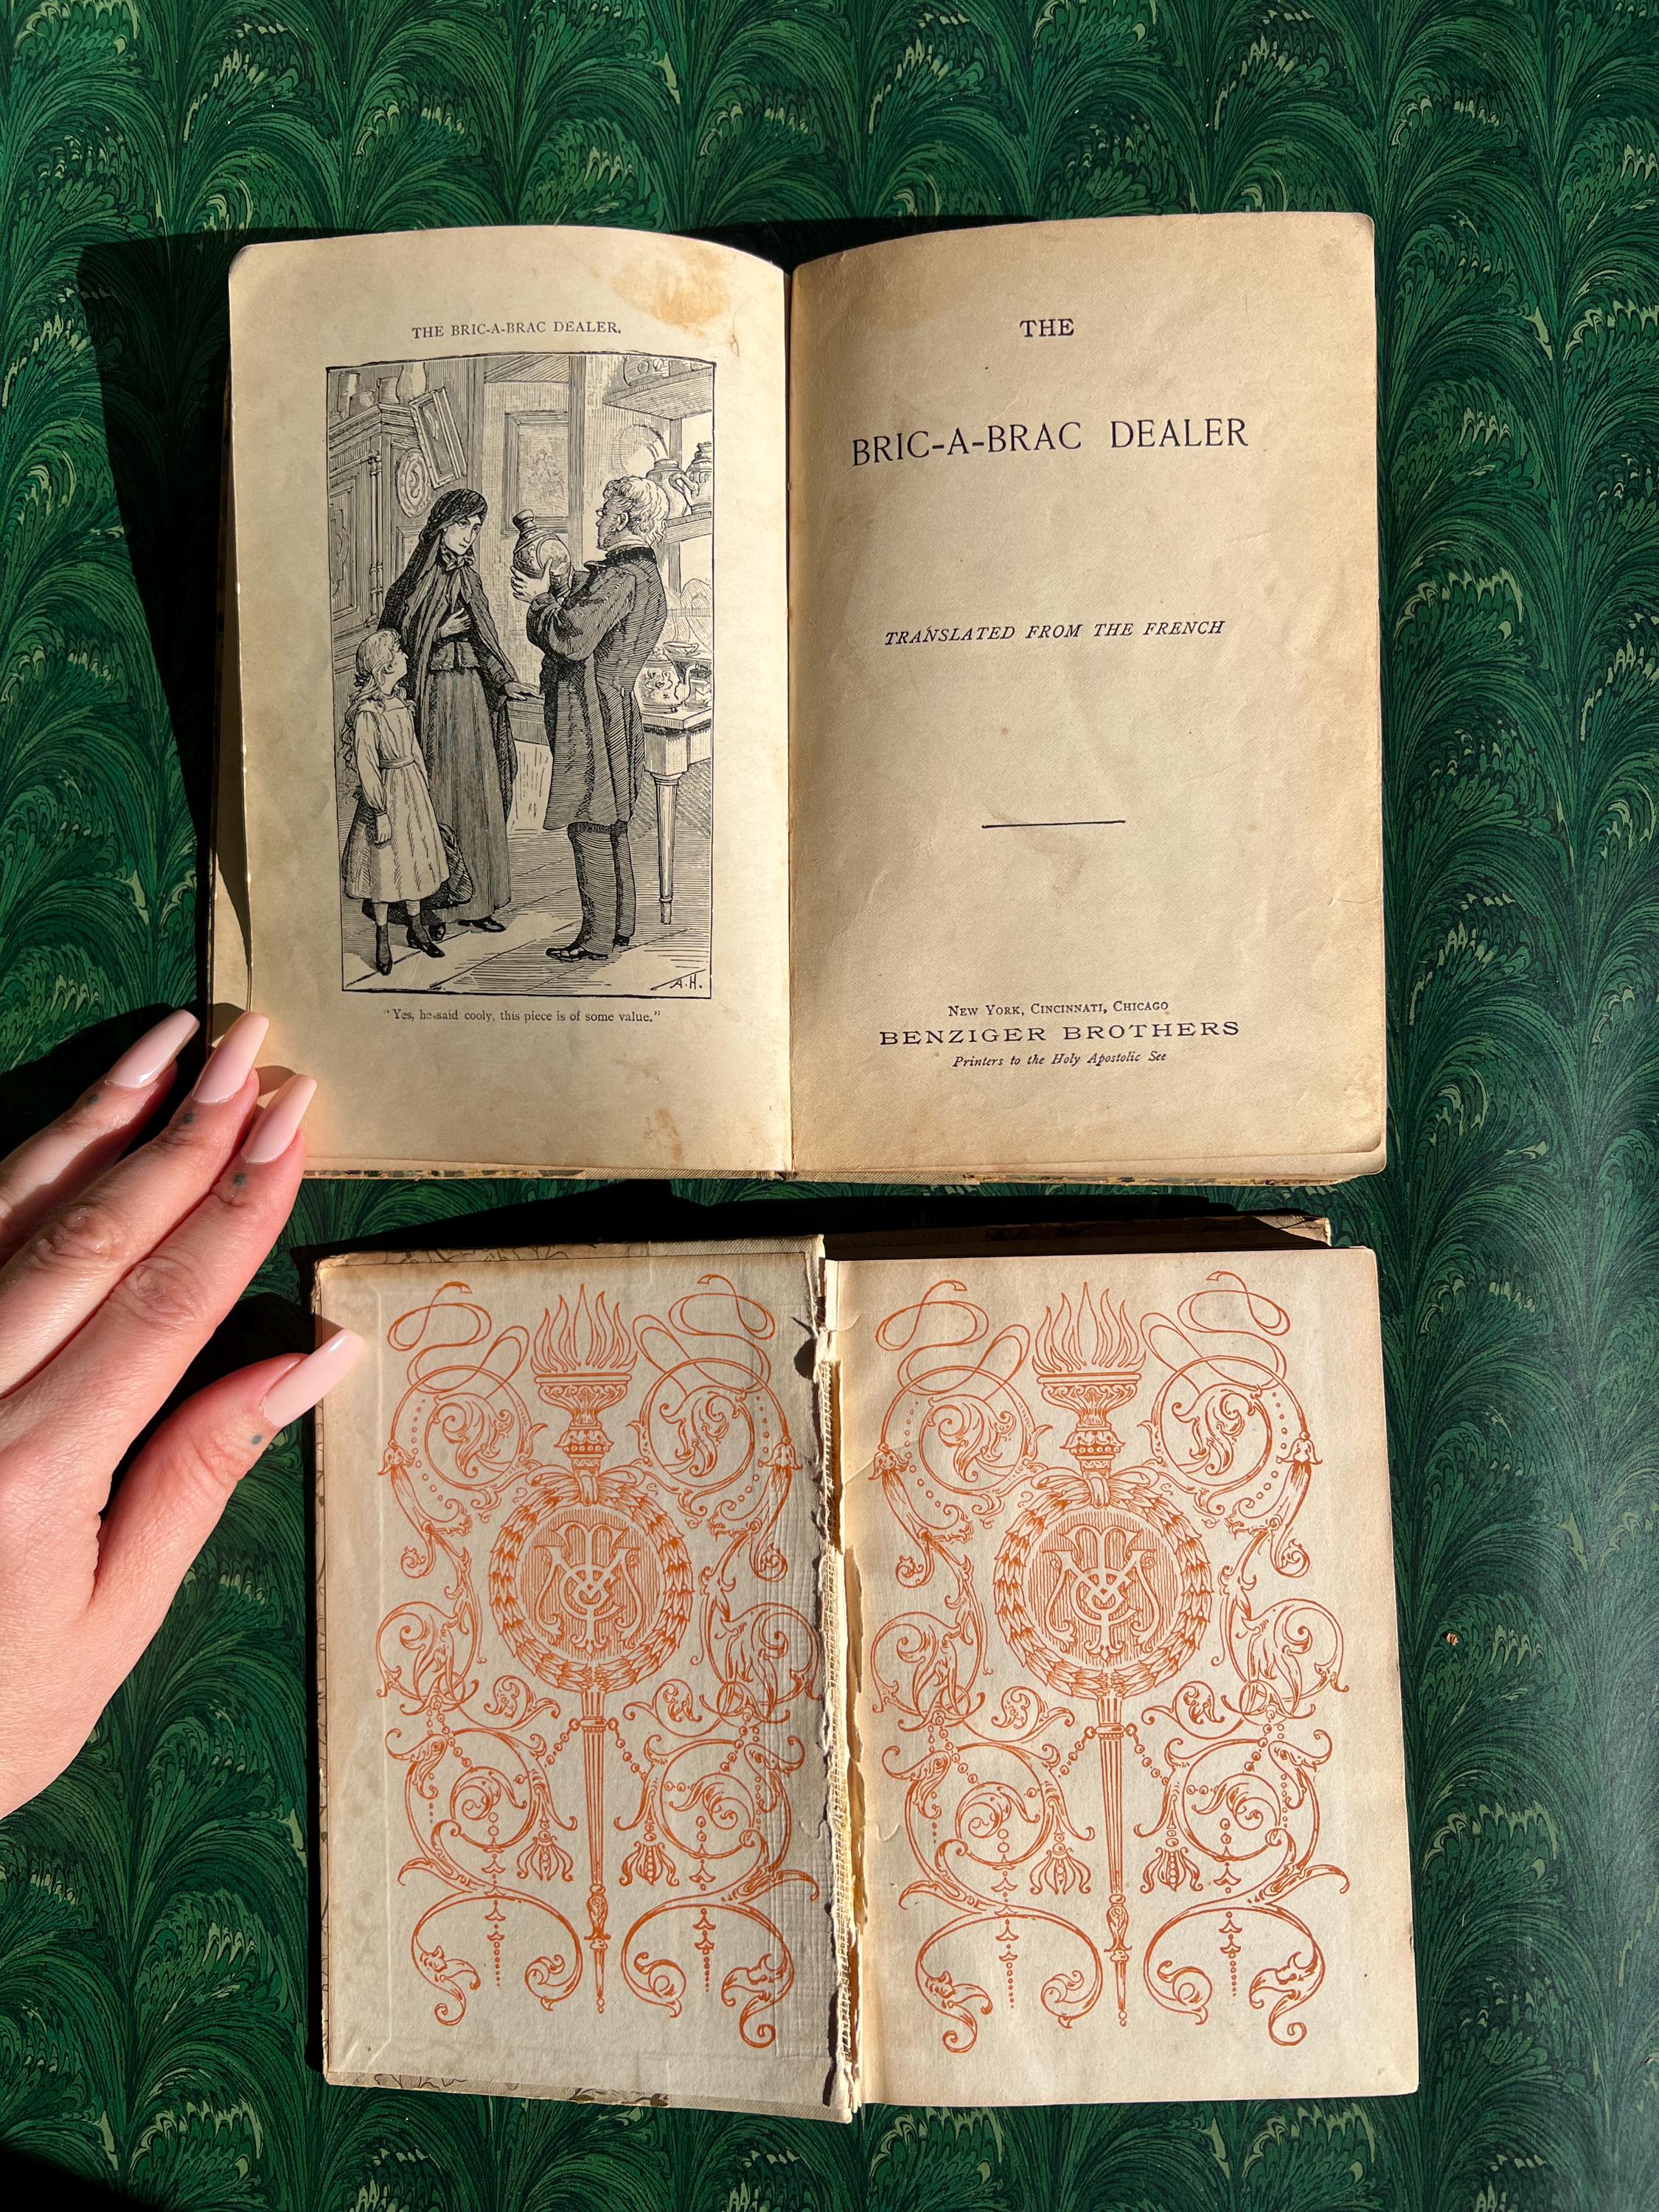 THE BRIC-A-BRAC DEALER.
A.H.
"Yes, he said cooly, this piece is of some value."
THE
BRIC-A-BRAC DEALER
TRANSLATED FROM THE FRENCH
NEW YORK, CINCINNATI, CHICAGO
BENZIGER BROTHERS
Printers to the Holy Apostolic See